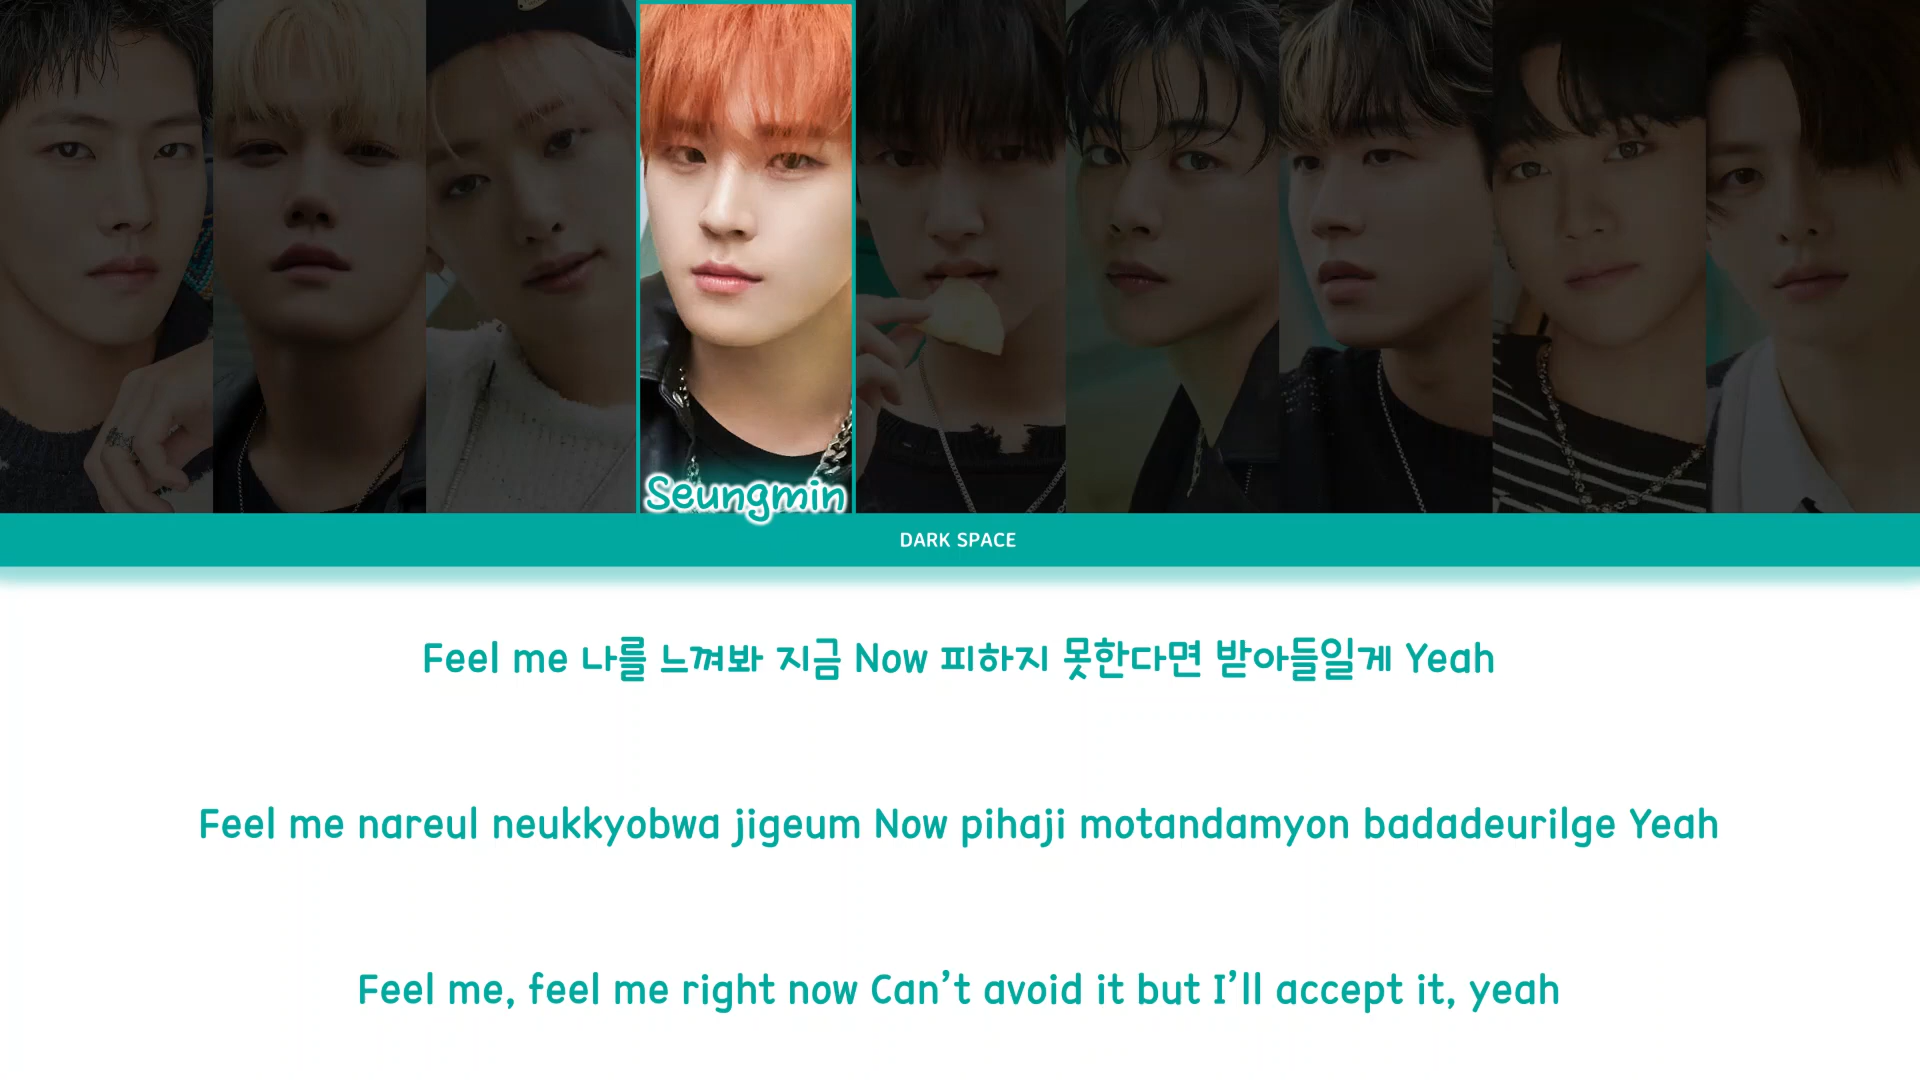 Seungmin
DARK SPACE
Feel me 나를 느껴봐 지금 Now 피하지 못한다면 받아들일게 Yeah
Feel me nareul neukkyobwa jigeum Now pihaji motandamyon badadeurilge Yeah
Feel me, feel me right now Can’t avoid it but I’ll accept it, yeah